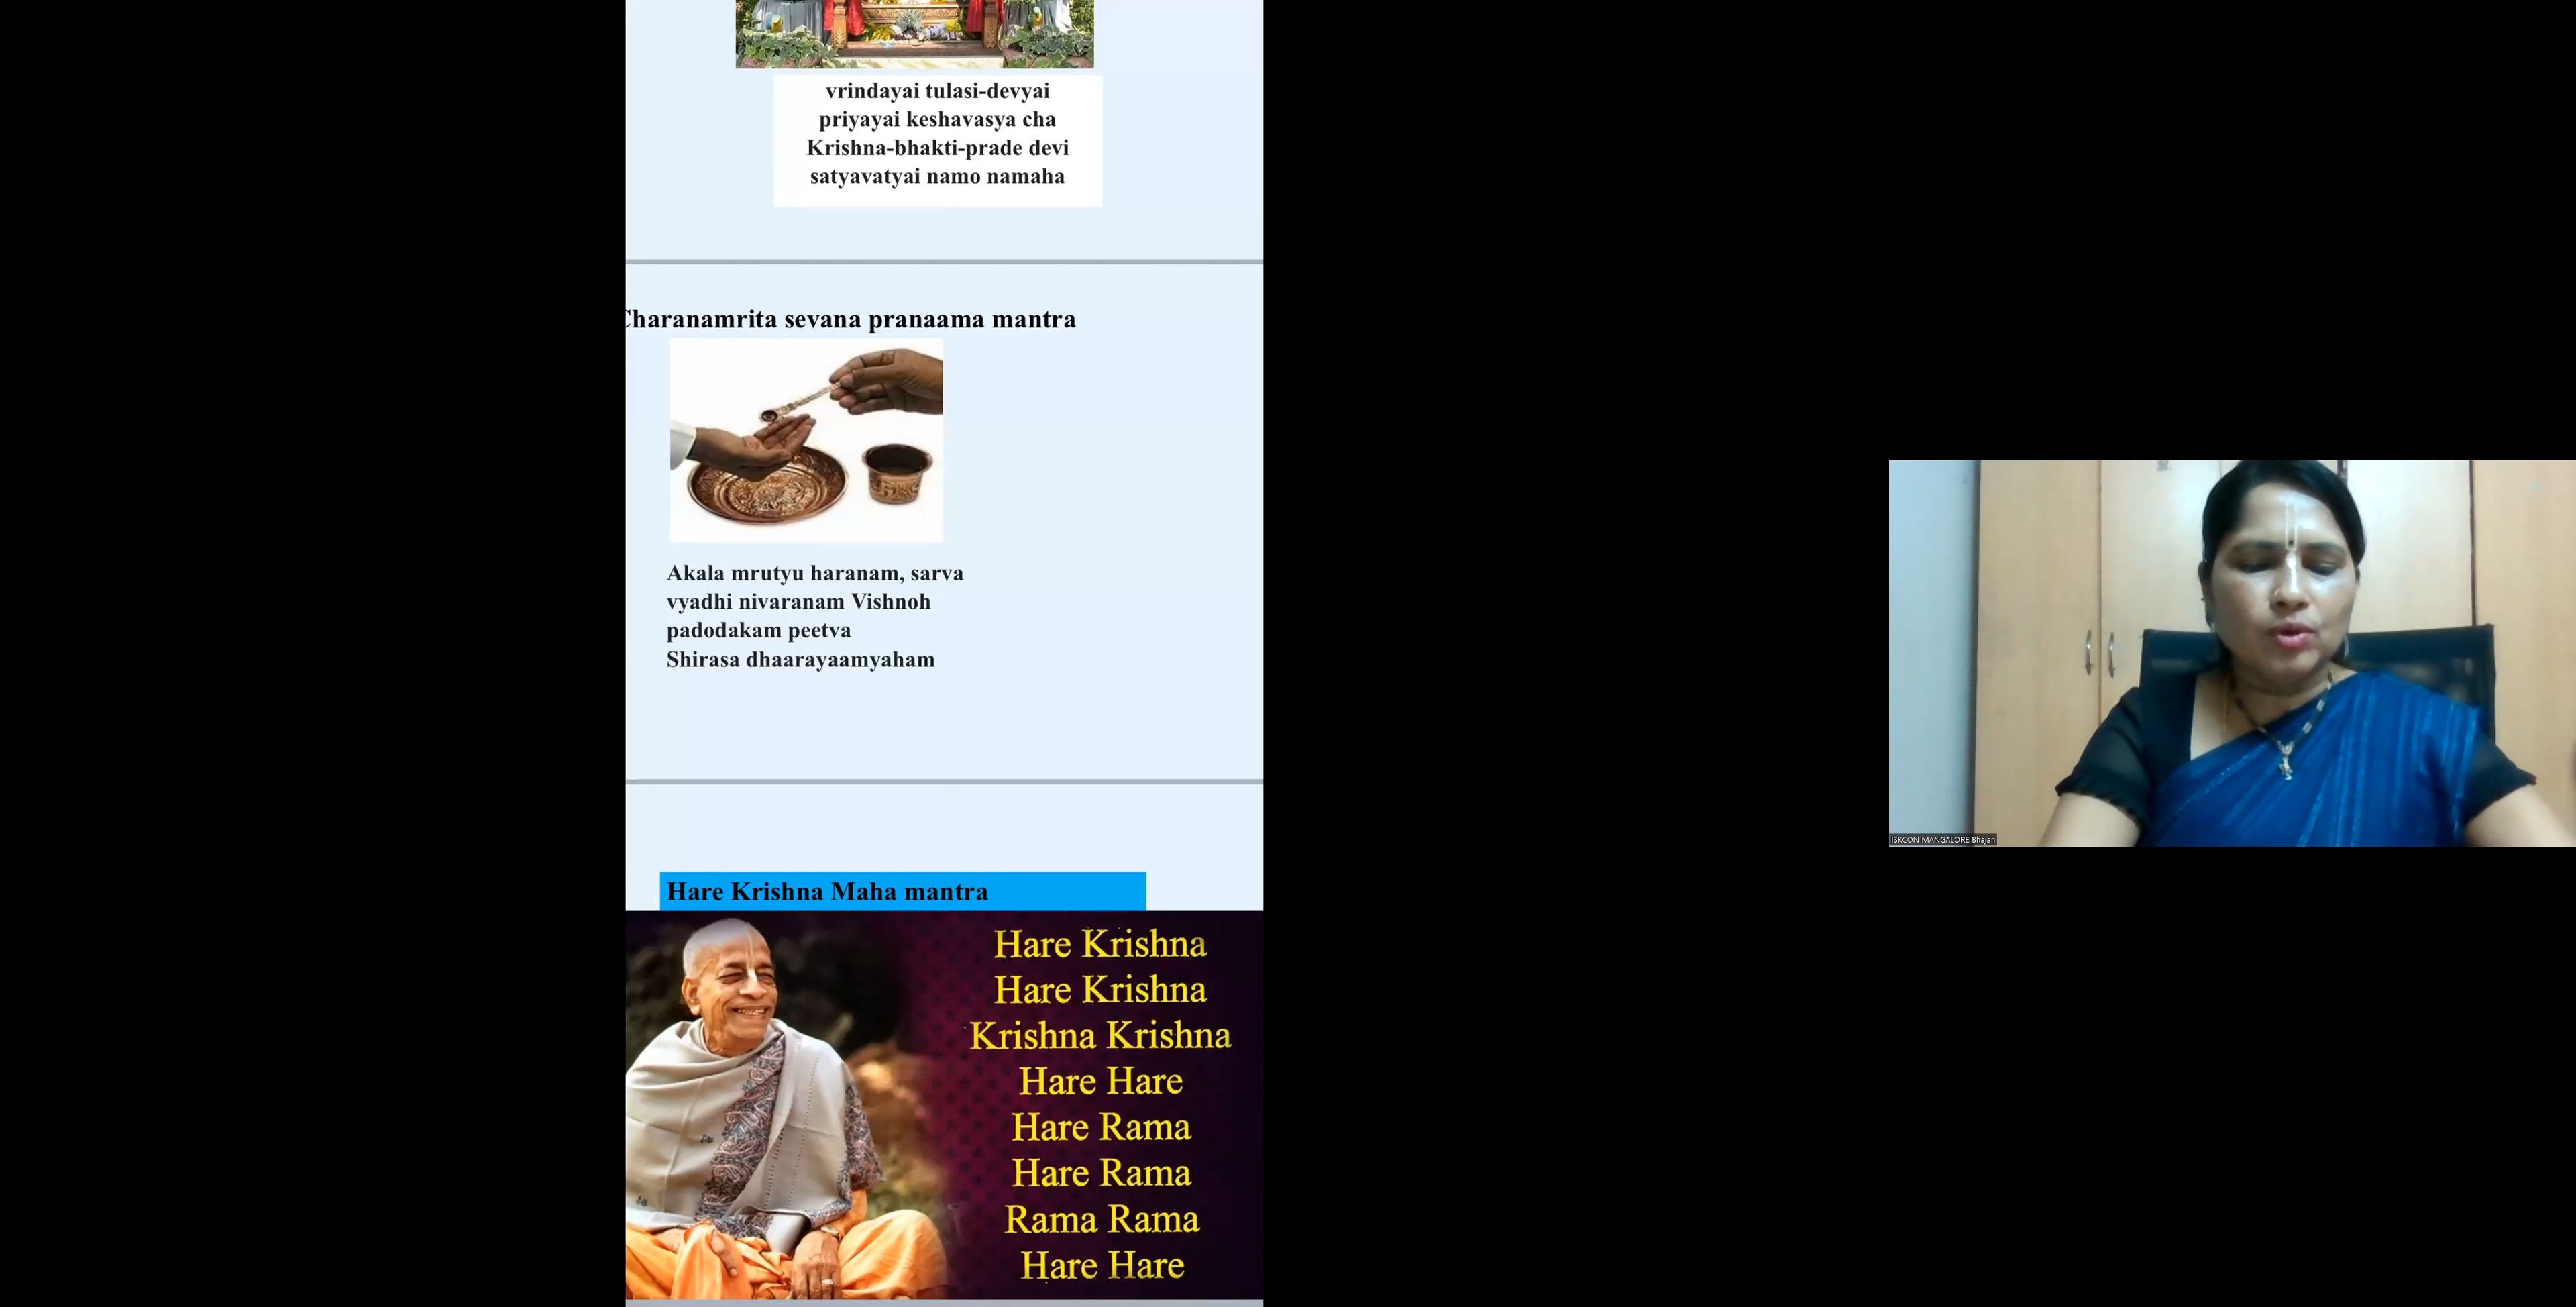 vrindayai tulasi-devyai
priyayai keshavasya cha
Krishna-bhakti-prade devi
satyavatyai namo namaha
Charanamrita sevana pranaama mantra
Akala mrutyu haranam, sarva
vyadhi nivaranam Vishnoh
padodakam peetva
Shirasa dhaarayaamyaham
Hare Krishna Maha mantra
Hare Krishna
Hare Krishna
Krishna Krishna
Hare Hare
Hare Rama
Hare Rama
Rama Rama
Hare Hare
ISKCON MANGALORE Bhajan